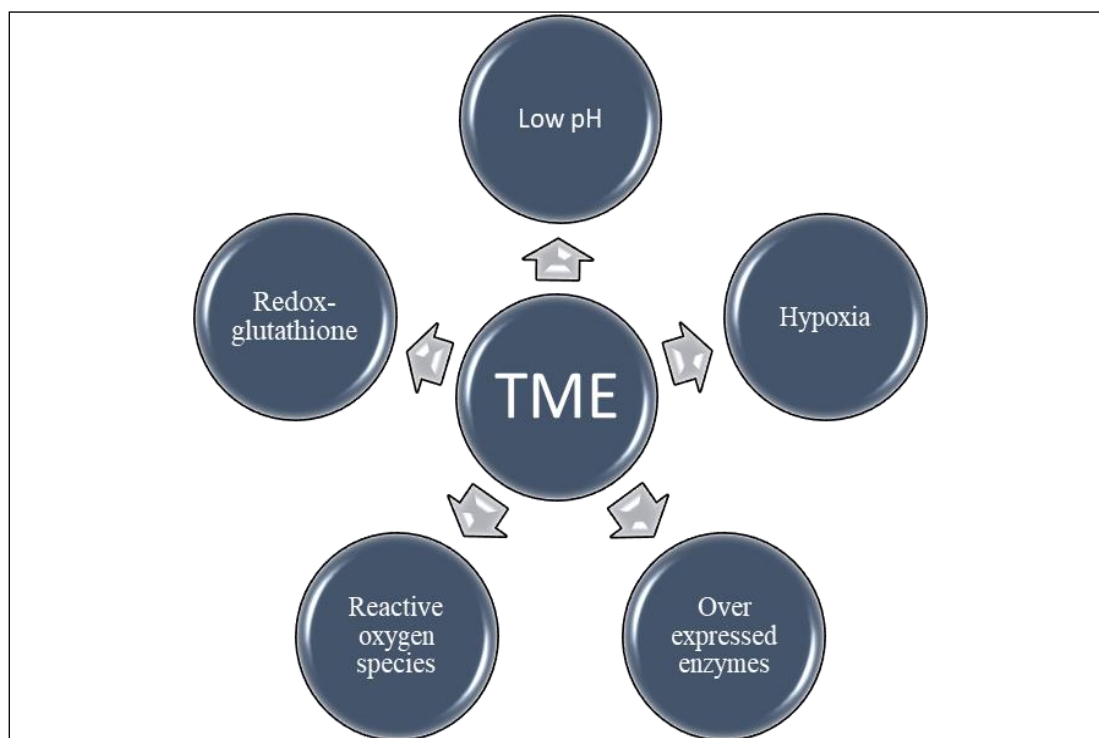 Low pH
Redox-
glutathione
Hypoxia
TME
Reactive
oxygen
species
Over
expressed
enzymes